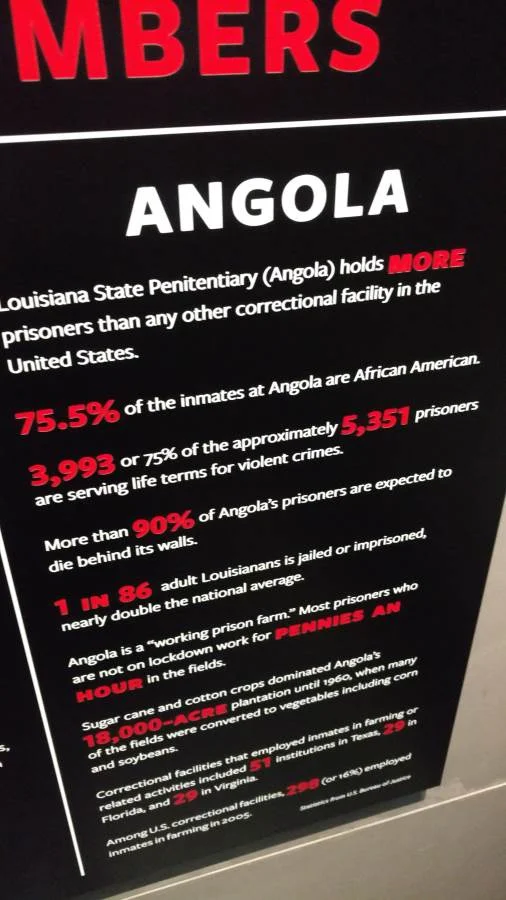 MBERS
ANGOLA
Louisiana State Penitentiary (Angola) holds MORE
prisoners than any other correctional facility in the
United States.
75.5% of the inmates at Angola are African American.
3,993 or 75% of the approximately 5,351 prisoners
are serving life terms for violent crimes.
More than 90% of Angola's prisoners are expected to
die behind its walls.
1 IN 86 adult Louisianans is jailed or imprisoned,
nearly double the national average.
Angola is a "working prison farm." Most prisoners who
are not on lockdown work for PENNIES AN
HOUR in the fields.
Sugar cane and cotton crops dominated Angola's
18,000-ACRE plantation until 1960, when many
of the fields were converted to vegetables including corn
and soybeans.
Correctional facilities that employed inmates in farming or
related activities included 51 institutions in Texas, 29 in
Florida, and 29 in Virginia.
Among U.S. correctional facilities, 298 (or 16%) employed
inmates in farming in 2005.
Statistics from U.S. Bureau of Justice
s,